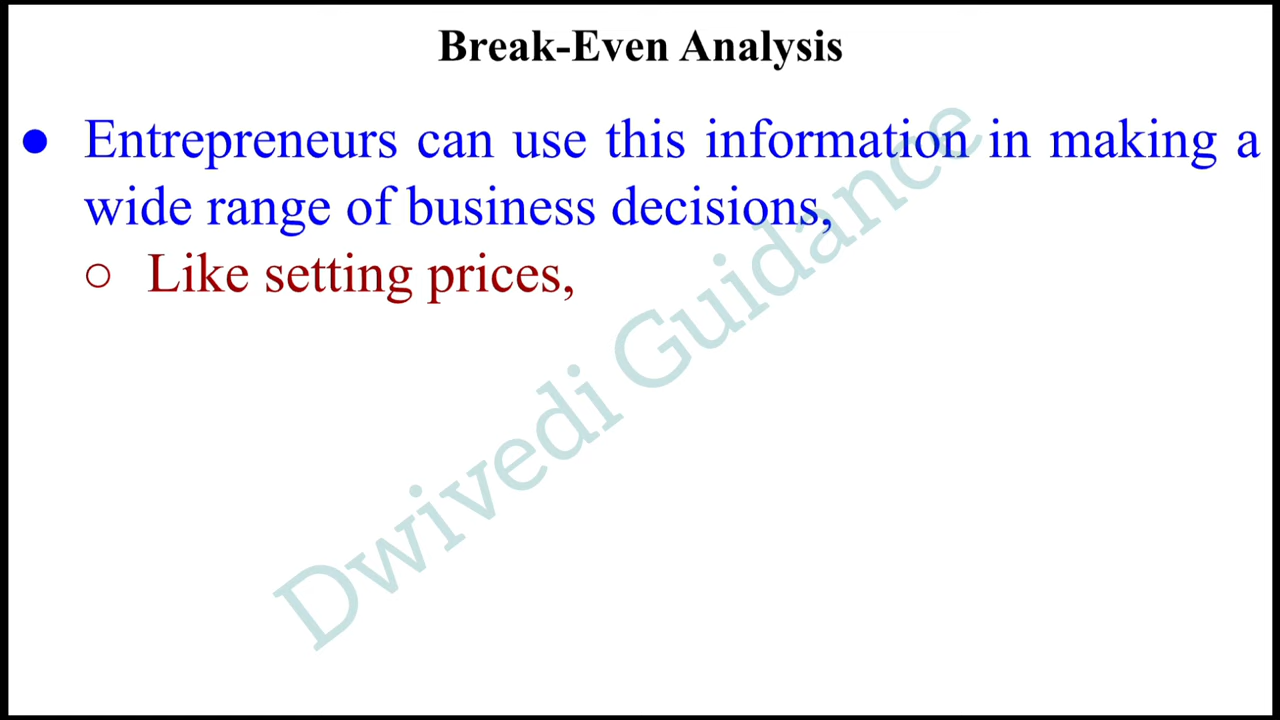 Break-Even Analysis
● Entrepreneurs can use this information in making a
wide range of business decisions,
○ Like setting prices,
Dwivedi Guidance